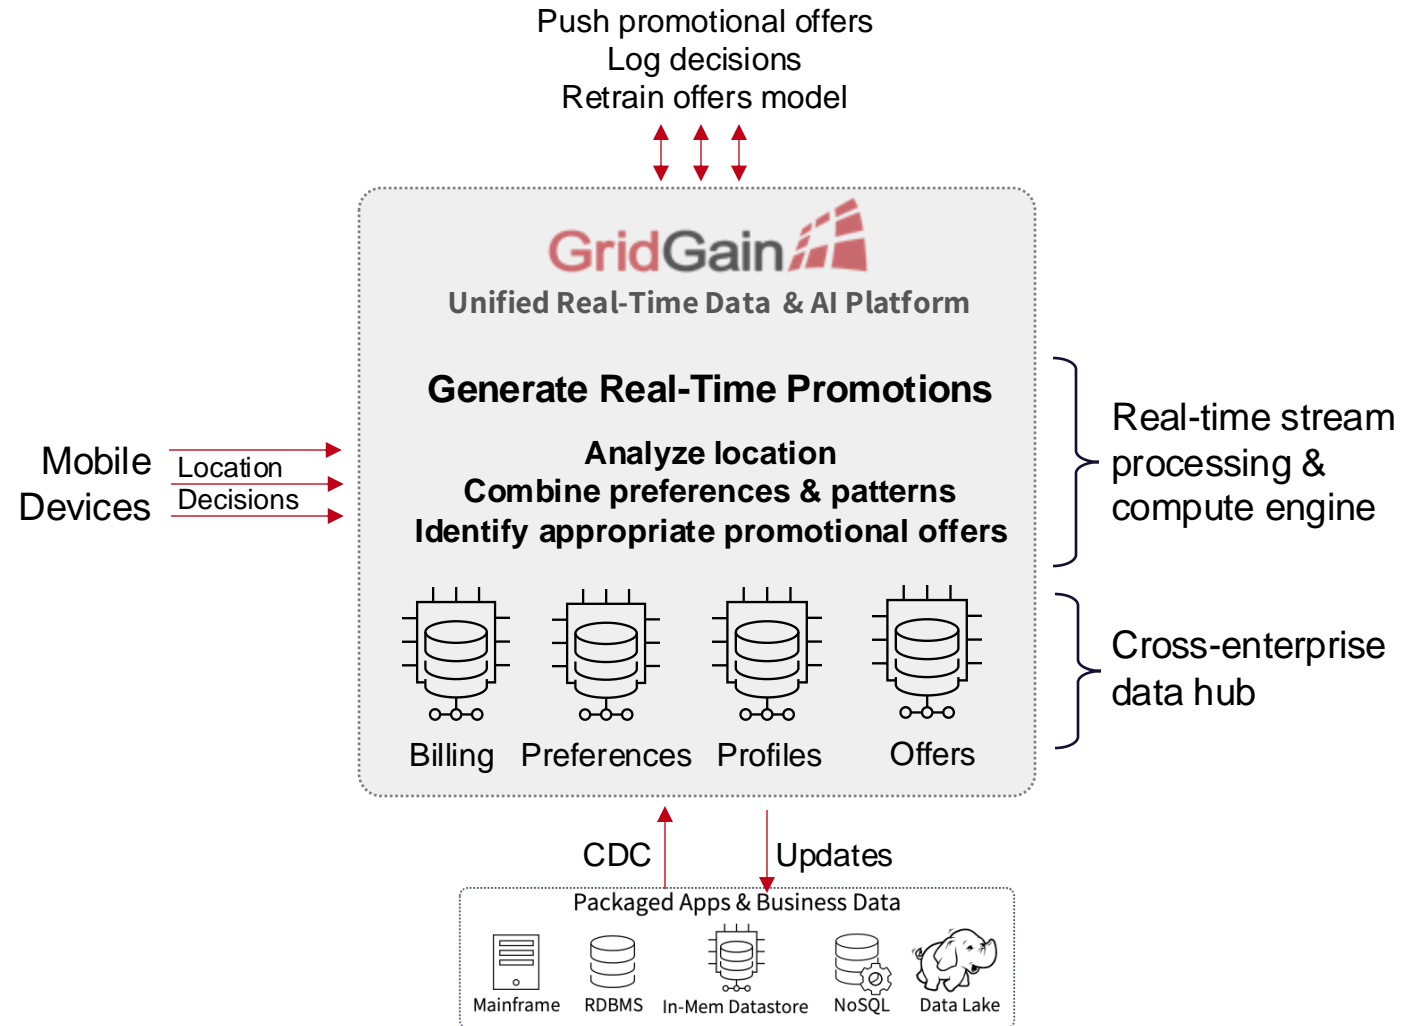 Push promotional offers
Log decisions
Retrain offers model
GridGain
Unified Real-Time Data & AI Platform
Generate Real-Time Promotions
Analyze location
Combine preferences & patterns
Identify appropriate promotional offers
Mobile
Devices
Location
Decisions
Real-time stream
processing &
compute engine
Billing
Preferences
Profiles
Offers
Cross-enterprise
data hub
CDC
Updates
Packaged Apps & Business Data
Mainframe
RDBMS
In-Mem Datastore
NoSQL
Data Lake